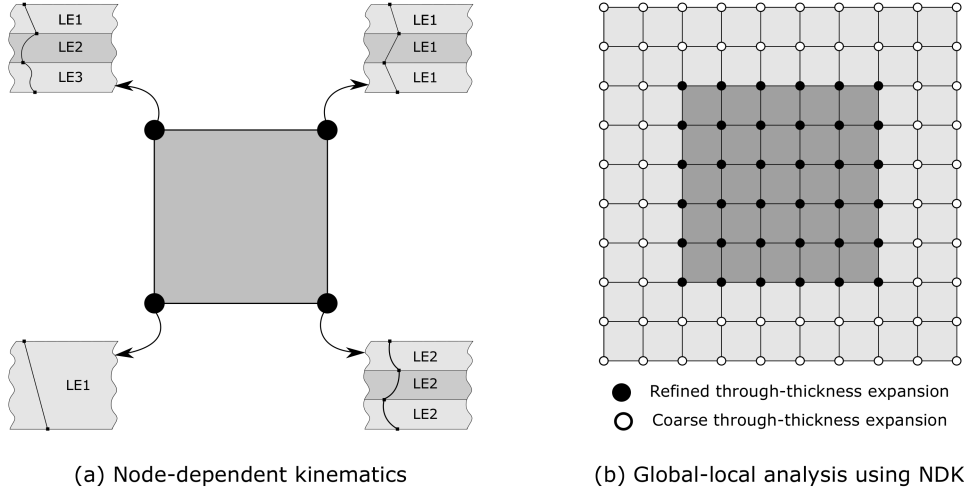 LE1
LE2
LE3
LE1
LE1
LE1
LE1
LE2
LE2
LE2
Refined through-thickness expansion
Coarse through-thickness expansion
(a) Node-dependent kinematics
(b) Global-local analysis using NDK